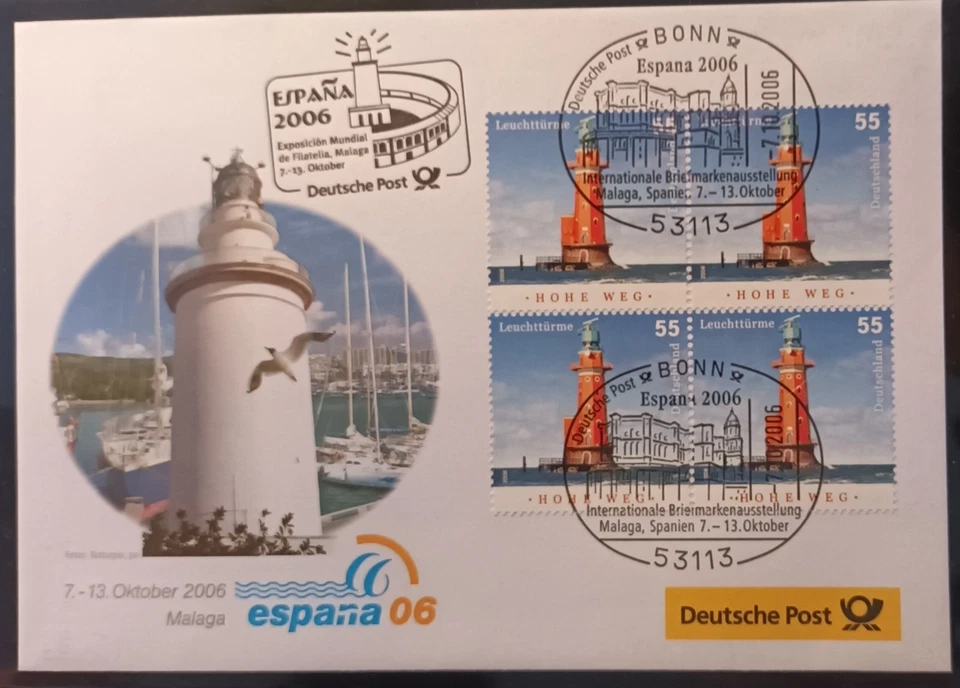 ESPAÑA
2006
Exposición Mundial
de Filatelia, Malaga
7.-13. Oktober
Deutsche Post
Deutsche Post BONN
Espana 2006
7.10.2006
Internationale Briefmarkenausstellung
Malaga, Spanien 7.–13.Oktober
53113
Leuchttürme
55
Deutschland
· HOHE WEG ·
· HOHE WEG ·
Leuchttürme 55
Deutschland
Leuchttürme 55
Deutschland
Deutsche Post BONN
Espana 2006
7.10.2006
· HOHE WEG ·
· HOHE WEG ·
Internationale Briefmarkenausstellung
Malaga, Spanien 7.–13.Oktober
53113
7.-13. Oktober 2006
Malaga
españa 06
Deutsche Post